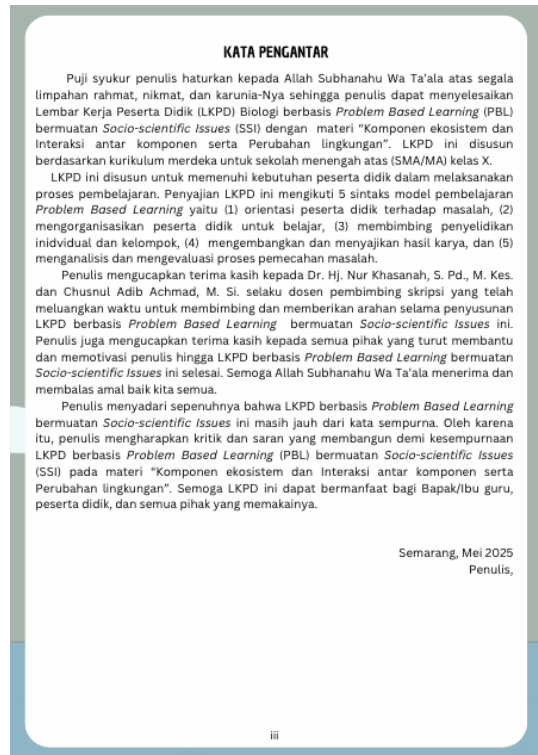 KATA PENGANTAR
Puji syukur penulis haturkan kepada Allah Subhanahu Wa Ta’ala atas segala
limpahan rahmat, nikmat, dan karunia-Nya sehingga penulis dapat menyelesaikan
Lembar Kerja Peserta Didik (LKPD) Biologi berbasis Problem Based Learning (PBL)
bermuatan Socio-scientific Issues (SSI) dengan materi “Komponen ekosistem dan
Interaksi antar komponen serta Perubahan lingkungan”. LKPD ini disusun
berdasarkan kurikulum merdeka untuk sekolah menengah atas (SMA/MA) kelas X.
LKPD ini disusun untuk memenuhi kebutuhan peserta didik dalam melaksanakan
proses pembelajaran. Penyajian LKPD ini mengikuti 5 sintaks model pembelajaran
Problem Based Learning yaitu (1) orientasi peserta didik terhadap masalah, (2)
mengorganisasikan peserta didik untuk belajar, (3) membimbing penyelidikan
inidvidual dan kelompok, (4) mengembangkan dan menyajikan hasil karya, dan (5)
menganalisis dan mengevaluasi proses pemecahan masalah.
Penulis mengucapkan terima kasih kepada Dr. Hj. Nur Khasanah, S. Pd., M. Kes.
dan Chusnul Adib Achmad, M. Si. selaku dosen pembimbing skripsi yang telah
meluangkan waktu untuk membimbing dan memberikan arahan selama penyusunan
LKPD berbasis Problem Based Learning bermuatan Socio-scientific Issues ini.
Penulis juga mengucapkan terima kasih kepada semua pihak yang turut membantu
dan memotivasi penulis hingga LKPD berbasis Problem Based Learning bermuatan
Socio-scientific Issues ini selesai. Semoga Allah Subhanahu Wa Ta’ala menerima dan
membalas amal baik kita semua.
Penulis menyadari sepenuhnya bahwa LKPD berbasis Problem Based Learning
bermuatan Socio-scientific Issues ini masih jauh dari kata sempurna. Oleh karena
itu, penulis mengharapkan kritik dan saran yang membangun demi kesempurnaan
LKPD berbasis Problem Based Learning (PBL) bermuatan Socio-scientific Issues
(SSI) pada materi “Komponen ekosistem dan Interaksi antar komponen serta
Perubahan lingkungan”. Semoga LKPD ini dapat bermanfaat bagi Bapak/Ibu guru,
peserta didik, dan semua pihak yang memakainya.
Semarang, Mei 2025
Penulis,
iii